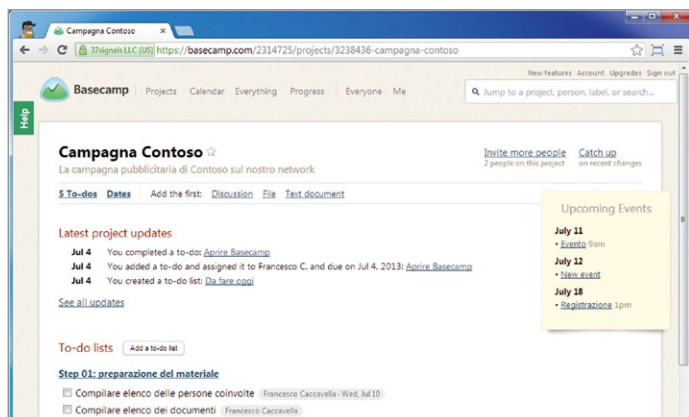 Campagna Contoso
37signals LLC [US] https://basecamp.com/2314725/projects/3238436-campagna-contoso
New features Account Upgrades Sign out
Basecamp Projects Calendar Everything Progress Everyone Me
Jump to a project, person, label, or search...
Help
Campagna Contoso
La campagna pubblicitaria di Contoso sul nostro network
Invite more people Catch up
2 people on this project on recent changes
5 To-dos Dates Add the first: Discussion File Text document
Latest project updates
Jul 4 You completed a to-do: Aprire Basecamp
Jul 4 You added a to-do and assigned it to Francesco C. and due on Jul 4, 2013: Aprire Basecamp
Jul 4 You created a to-do list: Da fare oggi
See all updates
Upcoming Events
July 11
• Evento 9am
July 12
• New event
July 18
• Registrazione 1pm
To-do lists Add a to-do list
Step 01: preparazione del materiale
Compilare elenco delle persone coinvolte Francesco Caccavella - Wed, Jul 10
Compilare elenco dei documenti Francesco Caccavella